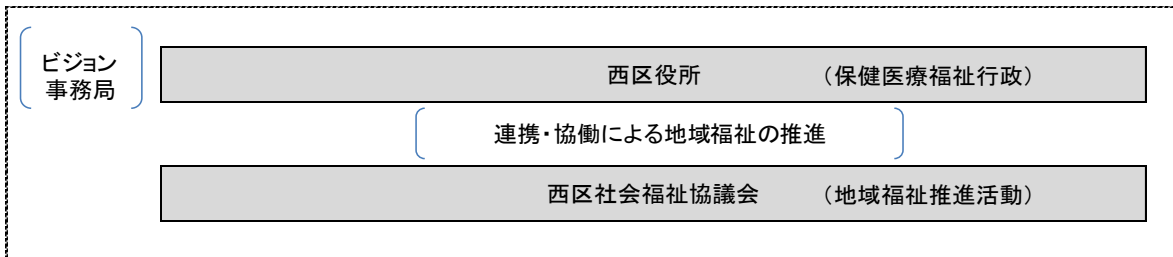 ビジョン
事務局
西区役所 （保健医療福祉行政）
連携・協働による地域福祉の推進
西区社会福祉協議会 （地域福祉推進活動）